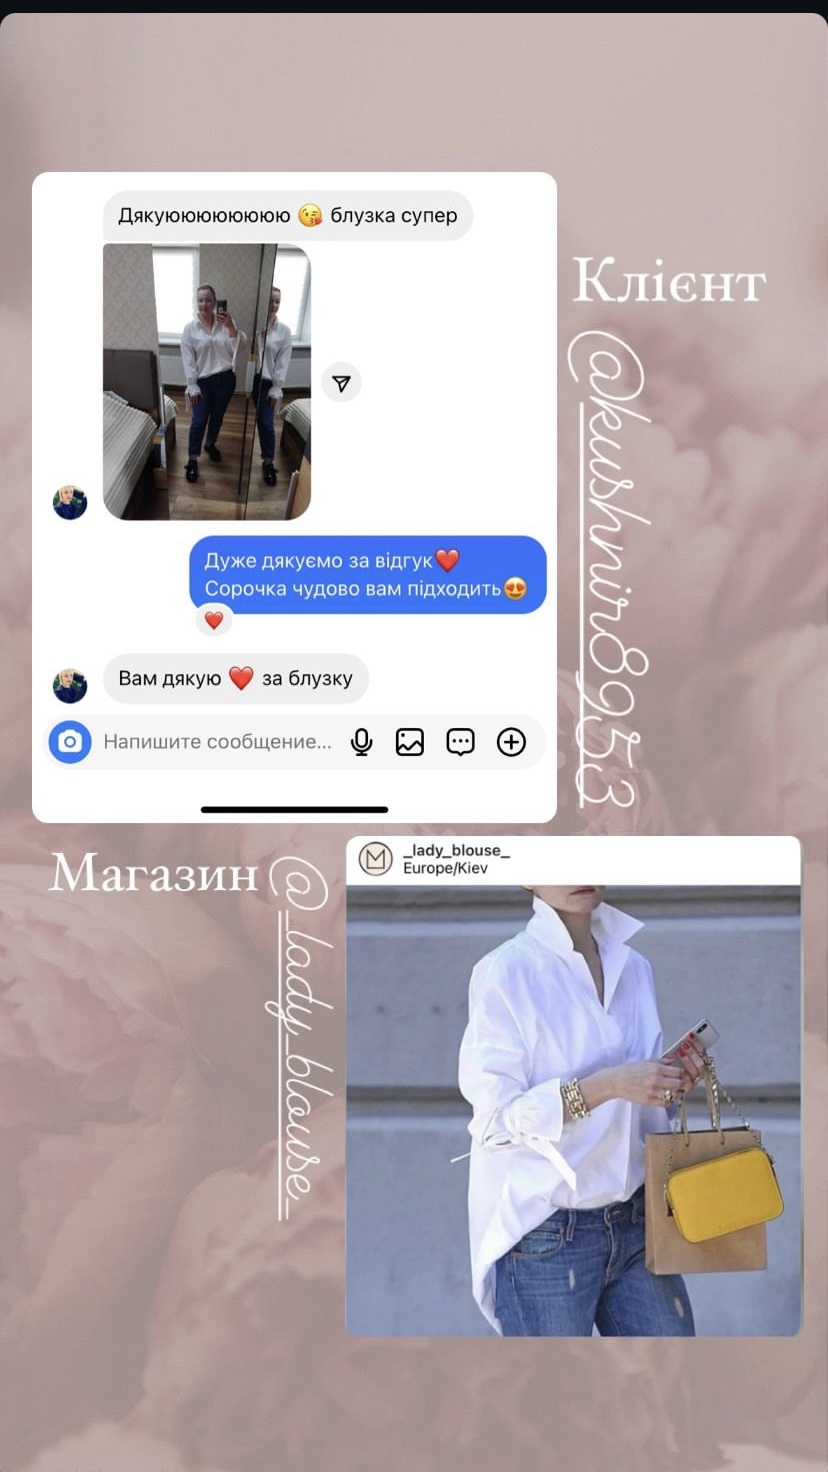 Дякуюююююююю 😘 блузка супер
Клієнт
@kushnir8953
Дуже дякуємо за відгук❤️
Сорочка чудово вам підходить😍
❤️
Вам дякую ❤️ за блузку
Напишите сообщение...
Магазин
@_lady_blouse_
_lady_blouse_
Europe/Kiev